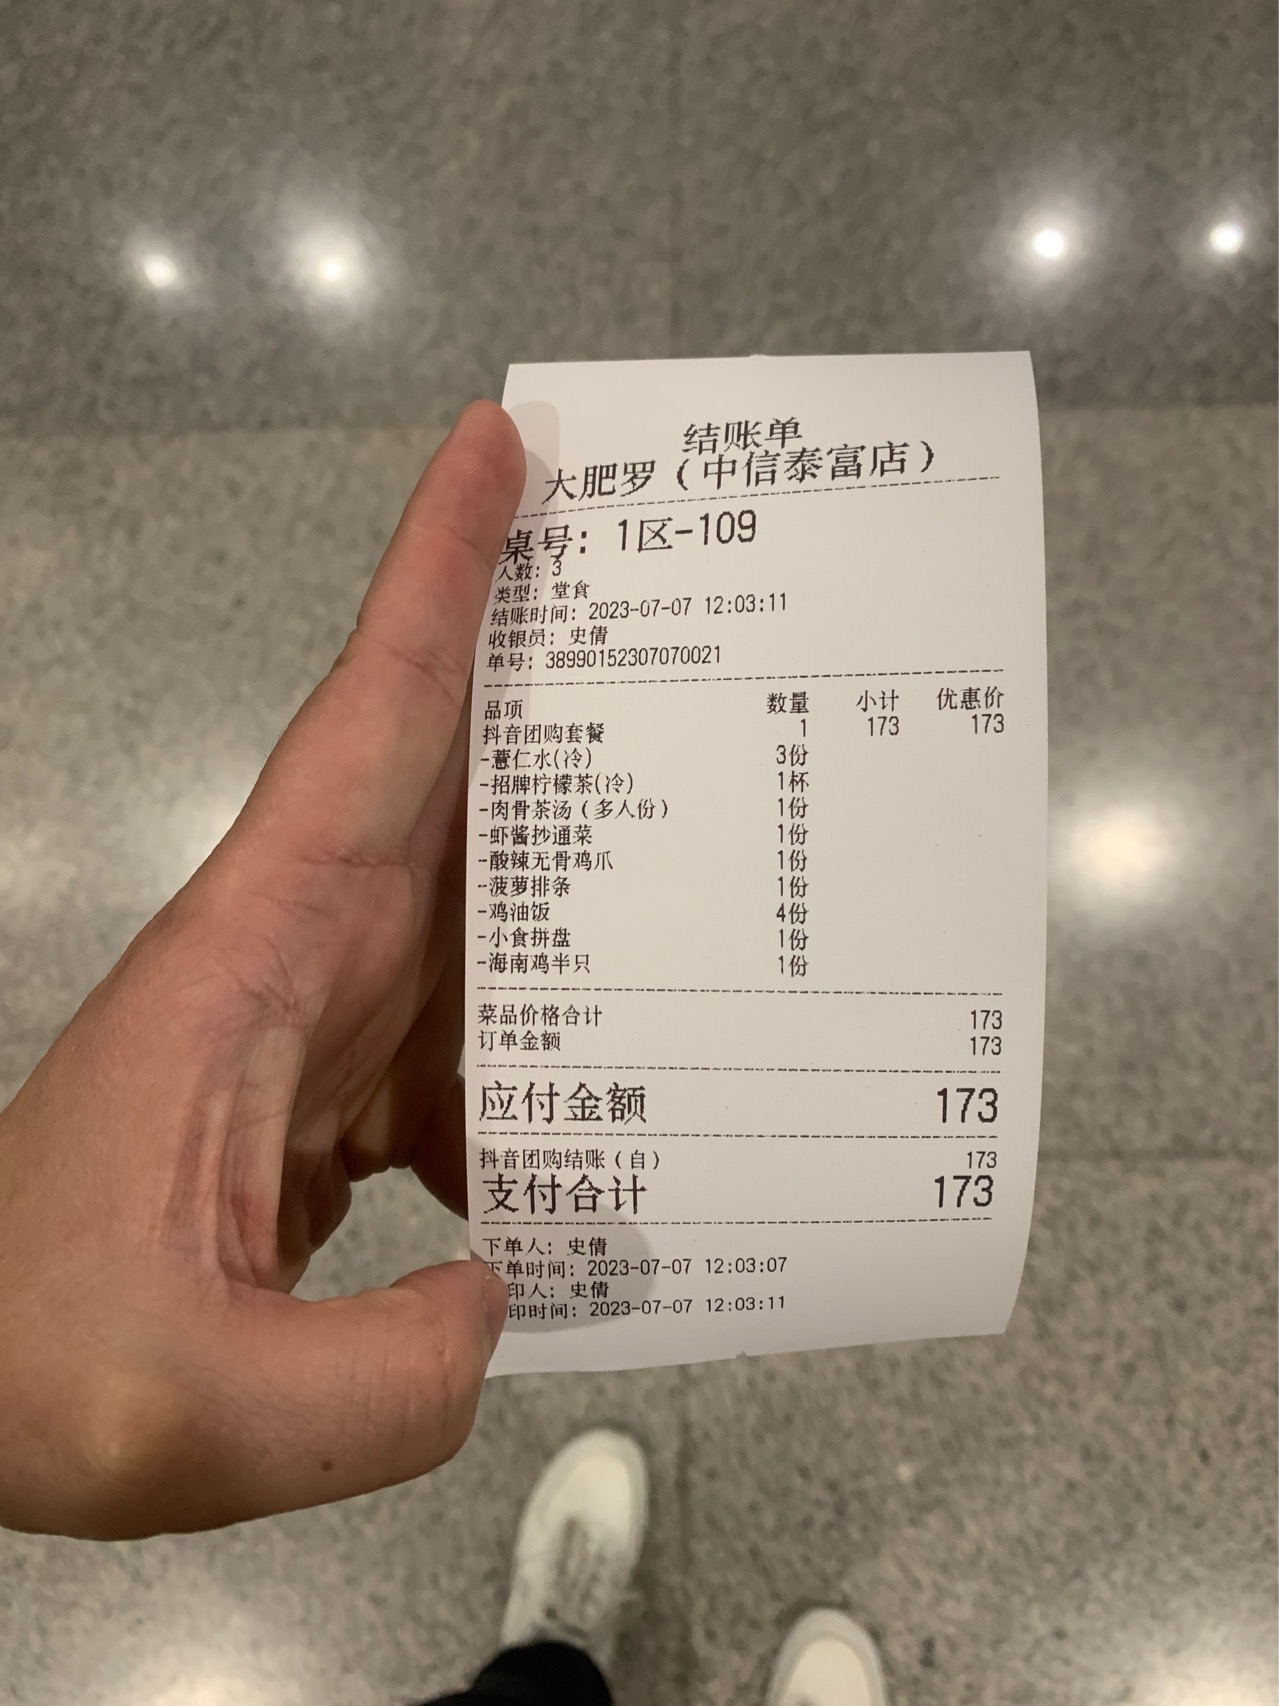 结账单
大肥罗（中信泰富店）
桌号: 1区-109
人数: 3
类型: 堂食
结账时间: 2023-07-07 12:03:11
收银员: 史倩
单号: 38990152307070021
品项 数量 小计 优惠价
抖音团购套餐 1 173 173
-薏仁水(冷) 3份
-招牌柠檬茶(冷) 1杯
-肉骨茶汤（多人份） 1份
-虾酱抄通菜 1份
-酸辣无骨鸡爪 1份
-菠萝排条 1份
-鸡油饭 4份
-小食拼盘 1份
-海南鸡半只 1份
菜品价格合计 173
订单金额 173
应付金额 173
抖音团购结账（自） 173
支付合计 173
下单人: 史倩
下单时间: 2023-07-07 12:03:07
印人: 史倩
印时间: 2023-07-07 12:03:11